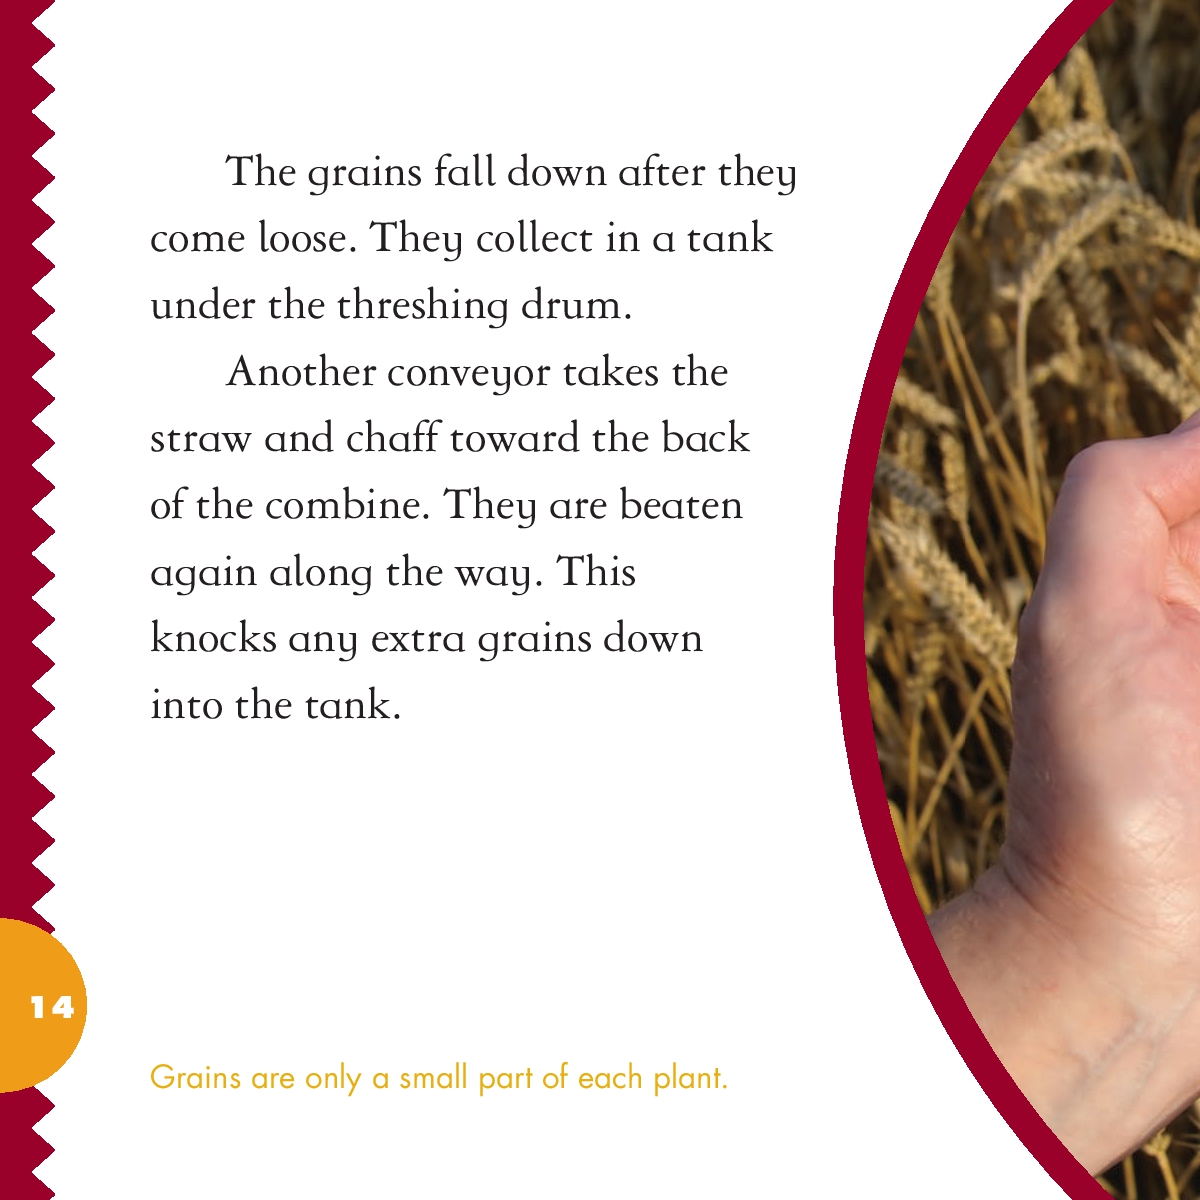 The grains fall down after they
come loose. They collect in a tank
under the threshing drum.
Another conveyor takes the
straw and chaff toward the back
of the combine. They are beaten
again along the way. This
knocks any extra grains down
into the tank.
14
Grains are only a small part of each plant.